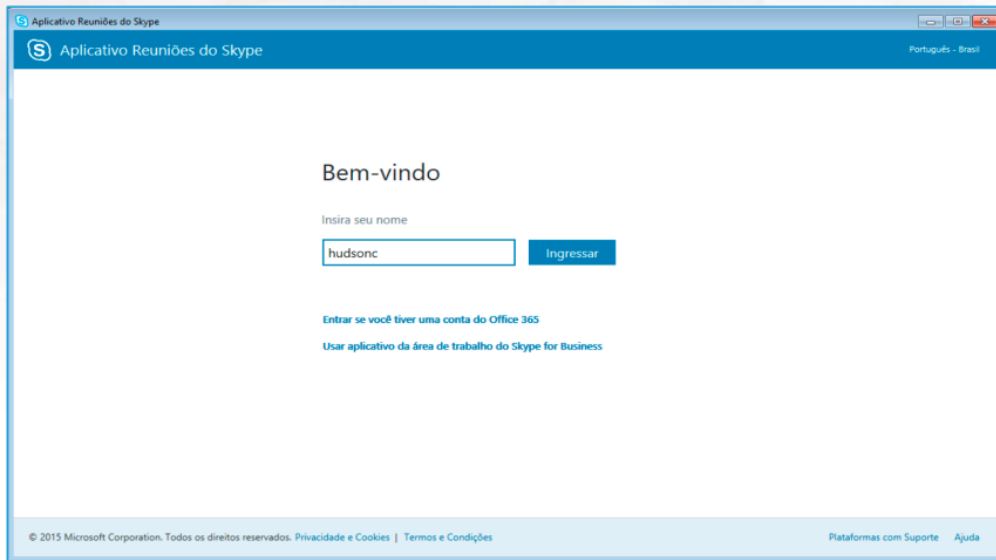 Aplicativo Reuniões do Skype
Aplicativo Reuniões do Skype
Português - Brasil
Bem-vindo
Insira seu nome
hudsonc
Ingressar
Entrar se você tiver uma conta do Office 365
Usar aplicativo da área de trabalho do Skype for Business
© 2015 Microsoft Corporation. Todos os direitos reservados. Privacidade e Cookies | Termos e Condições
Plataformas com Suporte Ajuda